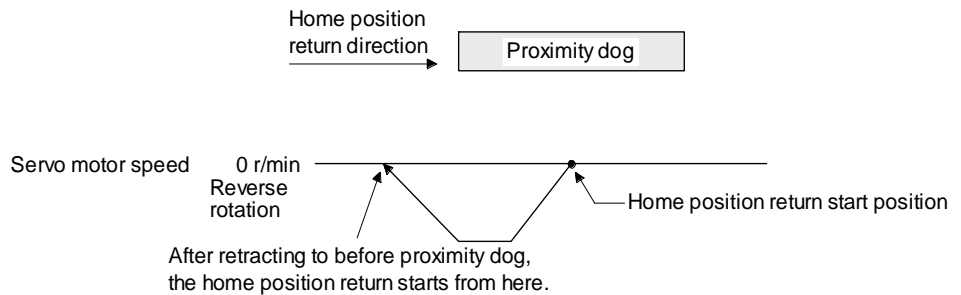 Home position
return direction
Proximity dog
Servo motor speed 0 r/min
Reverse
rotation
Home position return start position
After retracting to before proximity dog,
the home position return starts from here.